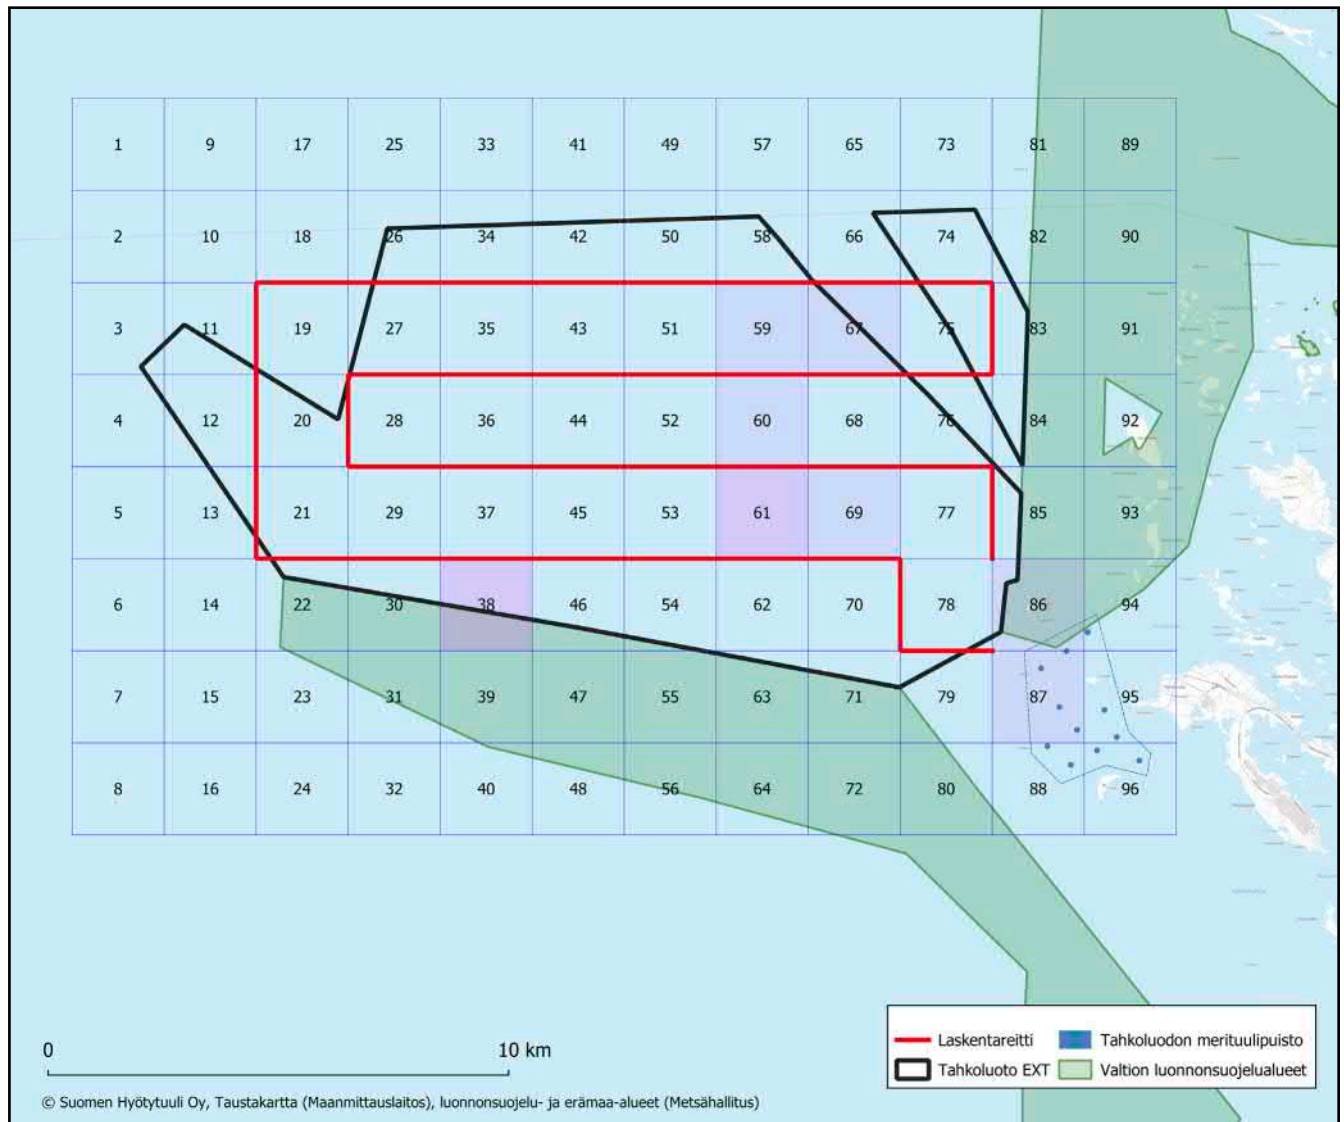 1 9 17 25 33 41 49 57 65 73 81 89
2 10 18 26 34 42 50 58 66 74 82 90
3 11 19 27 35 43 51 59 67 75 83 91
4 12 20 28 36 44 52 60 68 76 84 92
5 13 21 29 37 45 53 61 69 77 85 93
6 14 22 30 38 46 54 62 70 78 86 94
7 15 23 31 39 47 55 63 71 79 87 95
8 16 24 32 40 48 56 64 72 80 88 96
Laskentareitti
Tahkoluodon merituulipuisto
Tahkoluoto EXT
Valtion luonnonsuojelualueet
0 10 km
© Suomen Hyötytuuli Oy, Taustakartta (Maanmittauslaitos), luonnonsuojelu- ja erämaa-alueet (Metsähallitus)